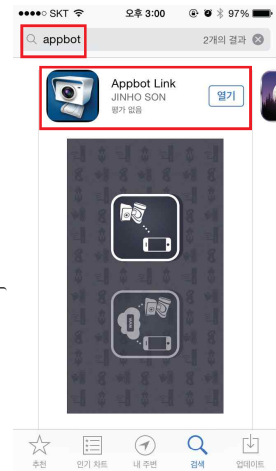 SKT 오후 3:00 97%
appbot 2개의 결과
Appbot Link
JINHO SON
평가 없음
열기
추천 인기 차트 내 주변 검색 업데이트